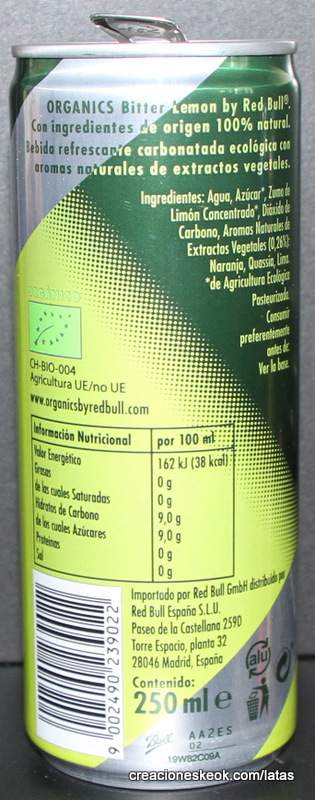 ORGANICS Bitter Lemon by Red Bull®.
Con ingredientes de origen 100% natural.
Bebida refrescante carbonatada ecológica con
aromas naturales de extractos vegetales.
Ingredientes: Agua, Azúcar*, Zumo de
Limón Concentrado*, Dióxido de
Carbono, Aromas Naturales de
Extractos Vegetales (0,26%):
Naranja, Quassia, Lima.
*de Agricultura Ecológica
Pasteurizada.
Consumir
preferentemente
antes de:
Ver la base.
CH-BIO-004
Agricultura UE/no UE
www.organicsbyredbull.com
Información Nutricional por 100 ml
Valor Energético 162 kJ (38 kcal)
Grasas 0 g
de las cuales Saturadas 0 g
Hidratos de Carbono 9,0 g
de los cuales Azúcares 9,0 g
Proteínas 0 g
Sal 0 g
Importado por Red Bull GmbH distribuido por
Red Bull España S.L.U.
Paseo de la Castellana 259D
Torre Espacio, planta 32
28046 Madrid, España
Contenido:
250 ml e
alu
9 002490 239022
Ball
AA2ES
02
19W82C09A
creacioneskeok.com/latas